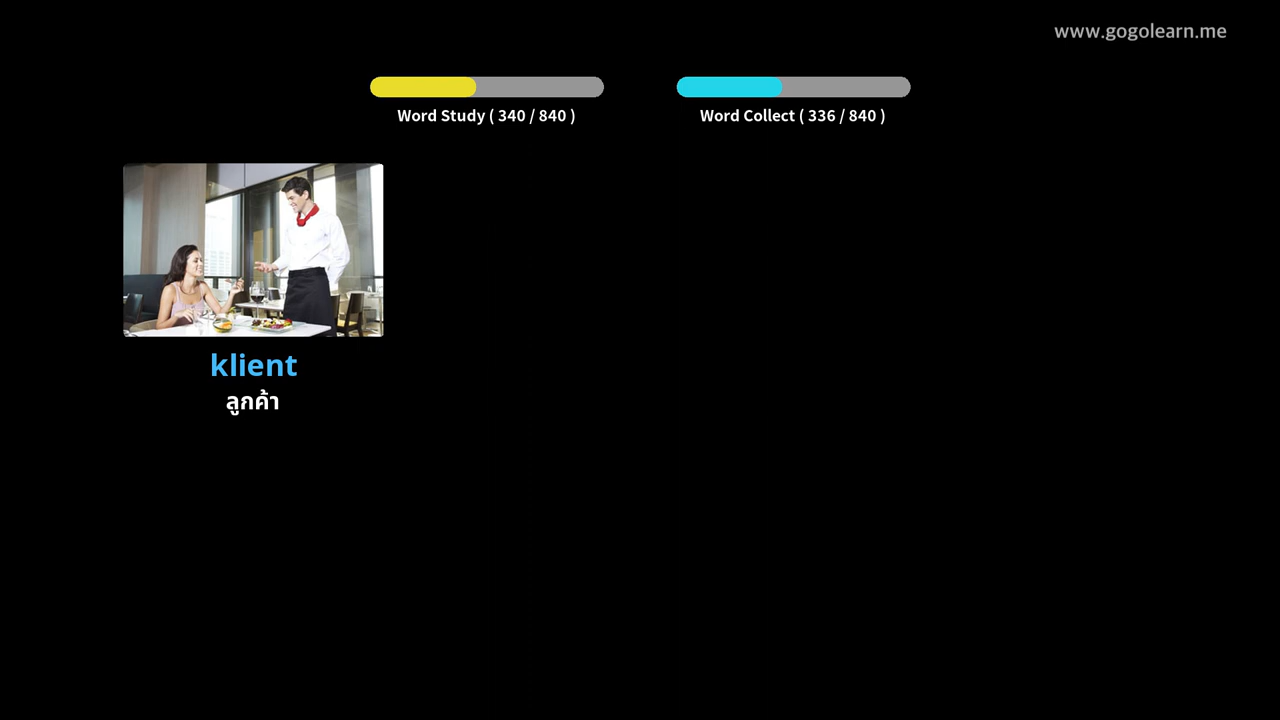 www.gogolearn.me
Word Study ( 340 / 840 )
Word Collect ( 336 / 840 )
klient
ลูกค้า